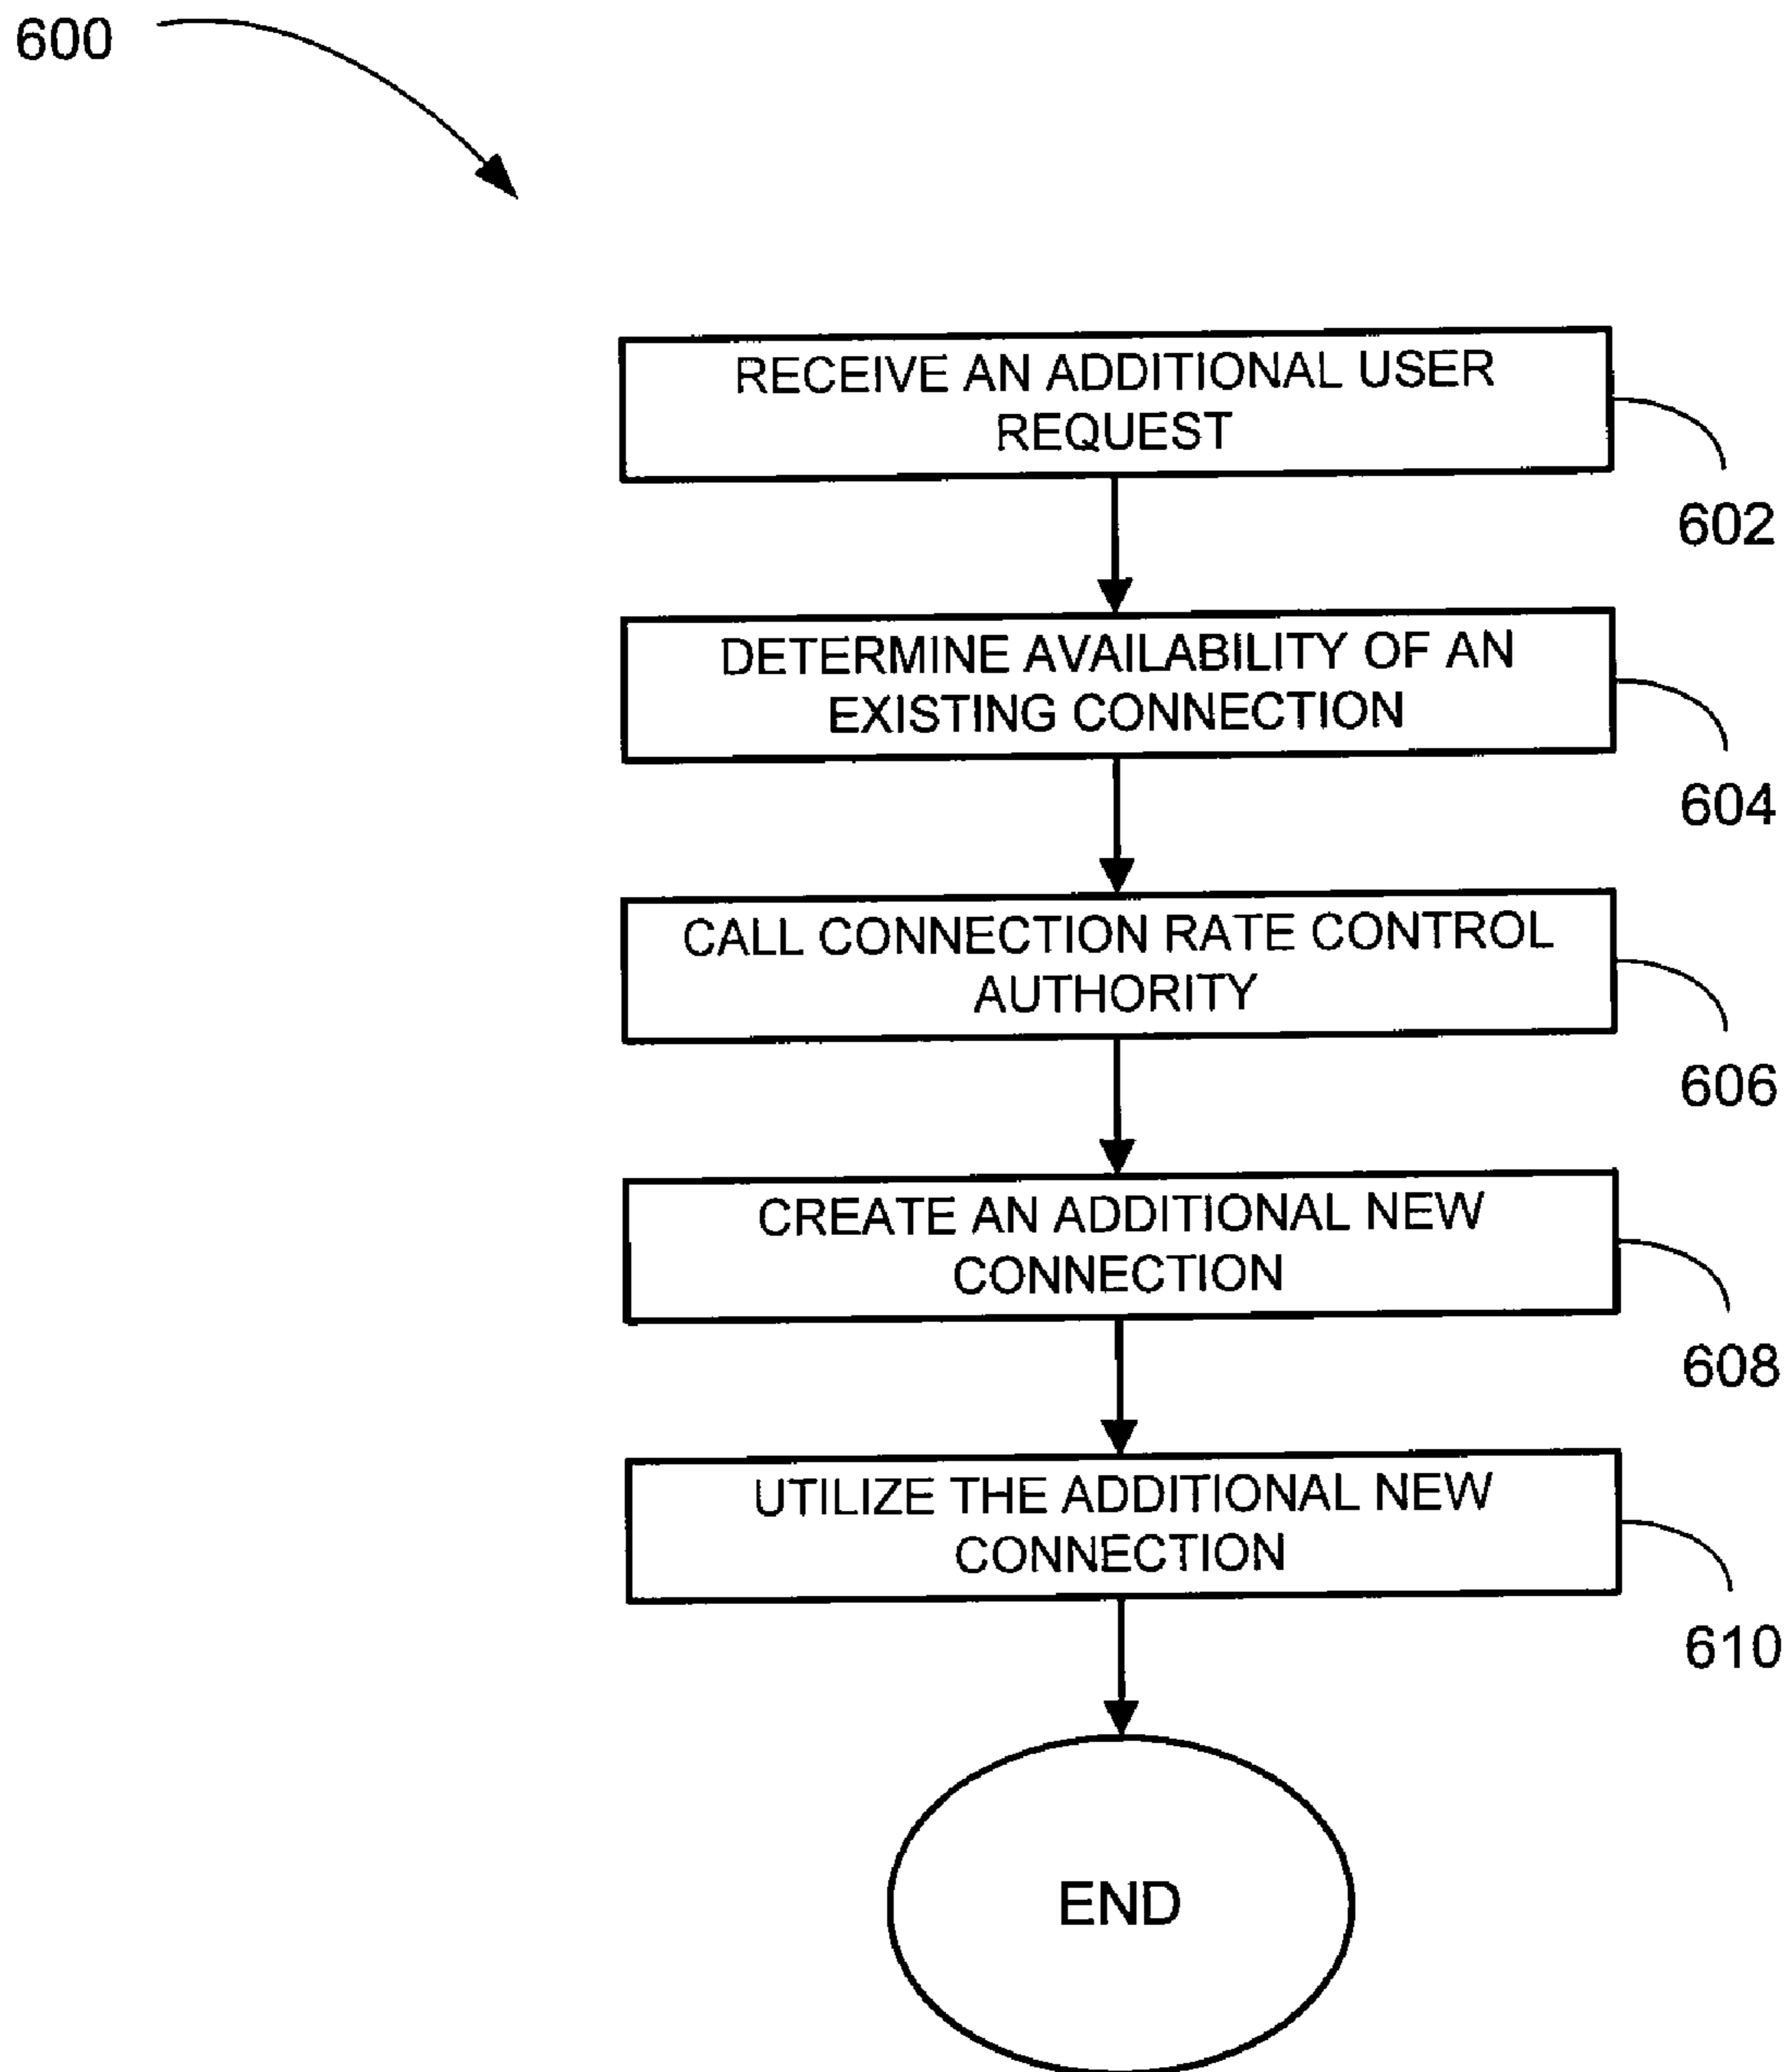 600
RECEIVE AN ADDITIONAL USER
REQUEST
602
DETERMINE AVAILABILITY OF AN
EXISTING CONNECTION
604
CALL CONNECTION RATE CONTROL
AUTHORITY
606
CREATE AN ADDITIONAL NEW
CONNECTION
608
UTILIZE THE ADDITIONAL NEW
CONNECTION
610
END